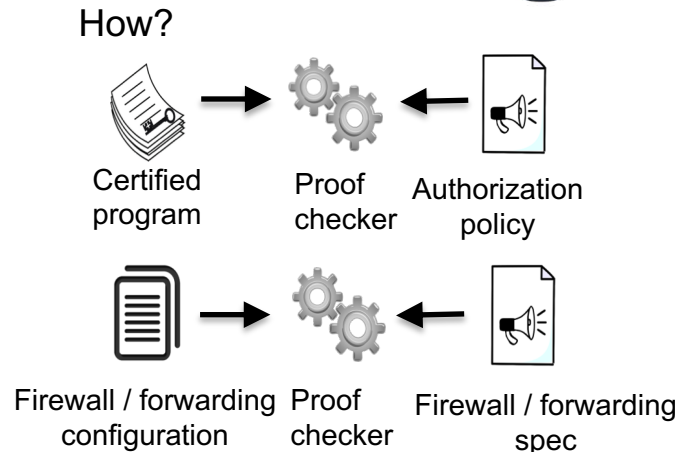 How?
Certified
program
Proof
checker
Authorization
policy
Firewall / forwarding
configuration
Proof
checker
Firewall / forwarding
spec